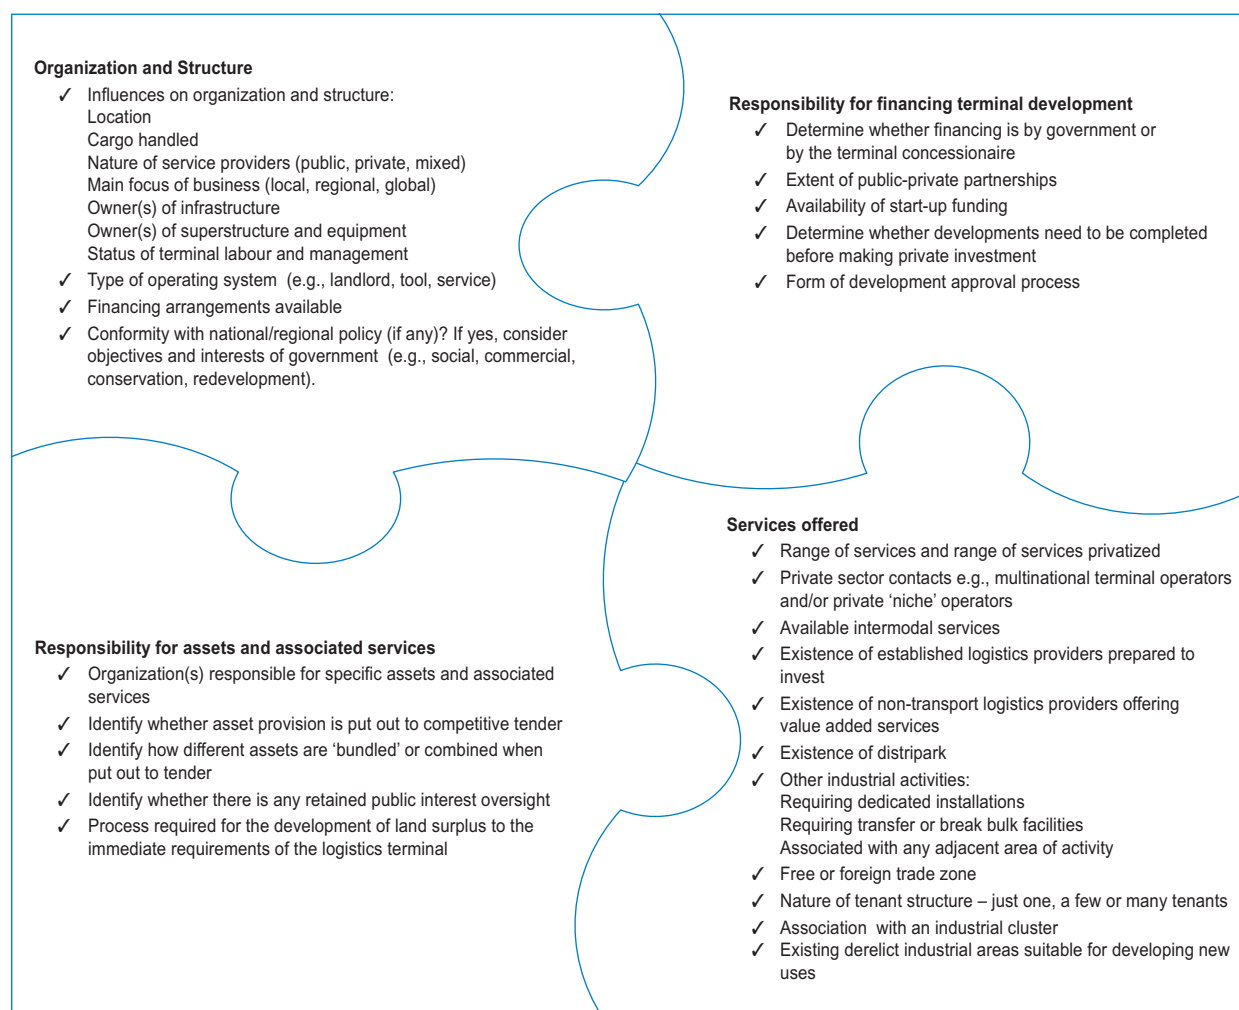 Organization and Structure
✓ Influences on organization and structure:
Location
Cargo handled
Nature of service providers (public, private, mixed)
Main focus of business (local, regional, global)
Owner(s) of infrastructure
Owner(s) of superstructure and equipment
Status of terminal labour and management
✓ Type of operating system (e.g., landlord, tool, service)
✓ Financing arrangements available
✓ Conformity with national/regional policy (if any)? If yes, consider
objectives and interests of government (e.g., social, commercial,
conservation, redevelopment).
Responsibility for financing terminal development
✓ Determine whether financing is by government or
by the terminal concessionaire
✓ Extent of public-private partnerships
✓ Availability of start-up funding
✓ Determine whether developments need to be completed
before making private investment
✓ Form of development approval process
Responsibility for assets and associated services
✓ Organization(s) responsible for specific assets and associated
services
✓ Identify whether asset provision is put out to competitive tender
✓ Identify how different assets are ‘bundled’ or combined when
put out to tender
✓ Identify whether there is any retained public interest oversight
✓ Process required for the development of land surplus to the
immediate requirements of the logistics terminal
Services offered
✓ Range of services and range of services privatized
✓ Private sector contacts e.g., multinational terminal operators
and/or private ‘niche’ operators
✓ Available intermodal services
✓ Existence of established logistics providers prepared to
invest
✓ Existence of non-transport logistics providers offering
value added services
✓ Existence of distripark
✓ Other industrial activities:
Requiring dedicated installations
Requiring transfer or break bulk facilities
Associated with any adjacent area of activity
✓ Free or foreign trade zone
✓ Nature of tenant structure – just one, a few or many tenants
✓ Association with an industrial cluster
✓ Existing derelict industrial areas suitable for developing new
uses